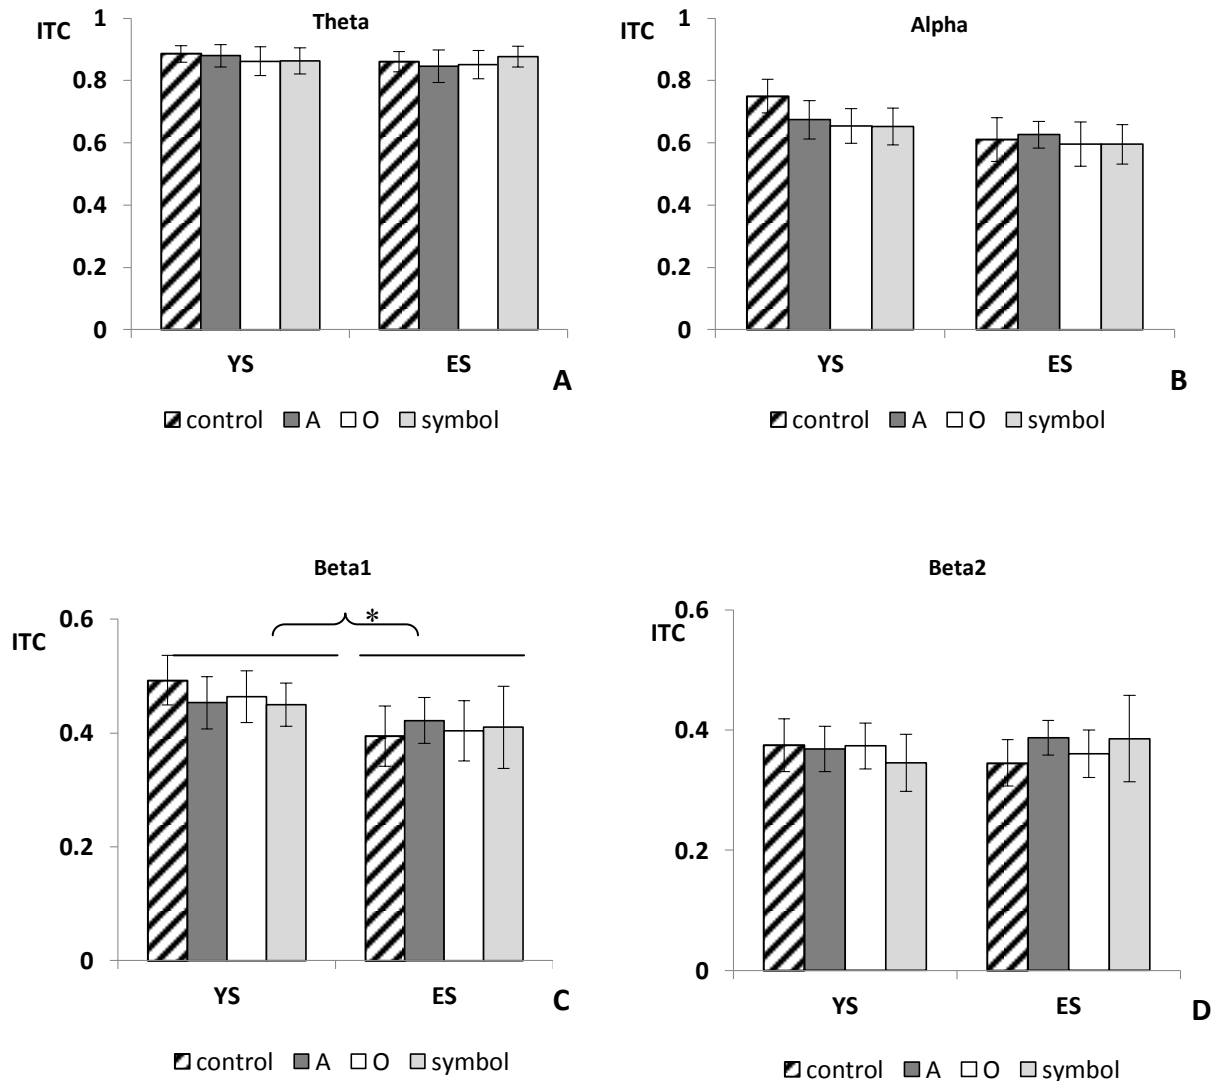 Theta
ITC
1
0.8
0.6
0.4
0.2
0
YS ES
A
control A O symbol
Alpha
ITC
1
0.8
0.6
0.4
0.2
0
YS ES
B
control A O symbol
Beta1
ITC
0.6
0.4
0.2
0
*
YS ES
C
control A O symbol
Beta2
ITC
0.6
0.4
0.2
0
YS ES
D
control A O symbol